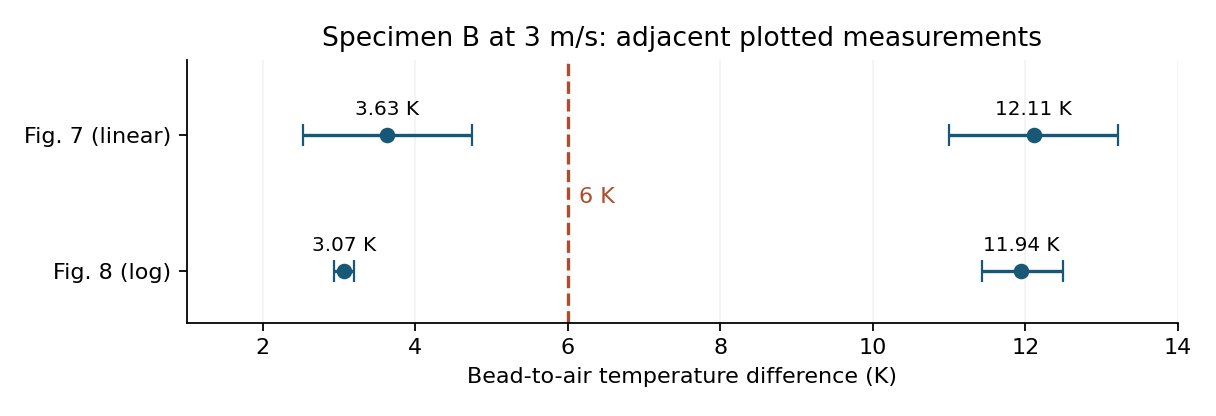 Specimen B at 3 m/s: adjacent plotted measurements
Fig. 7 (linear)
3.63 K
12.11 K
6 K
Fig. 8 (log)
3.07 K
11.94 K
2
4
6
8
10
12
14
Bead-to-air temperature difference (K)